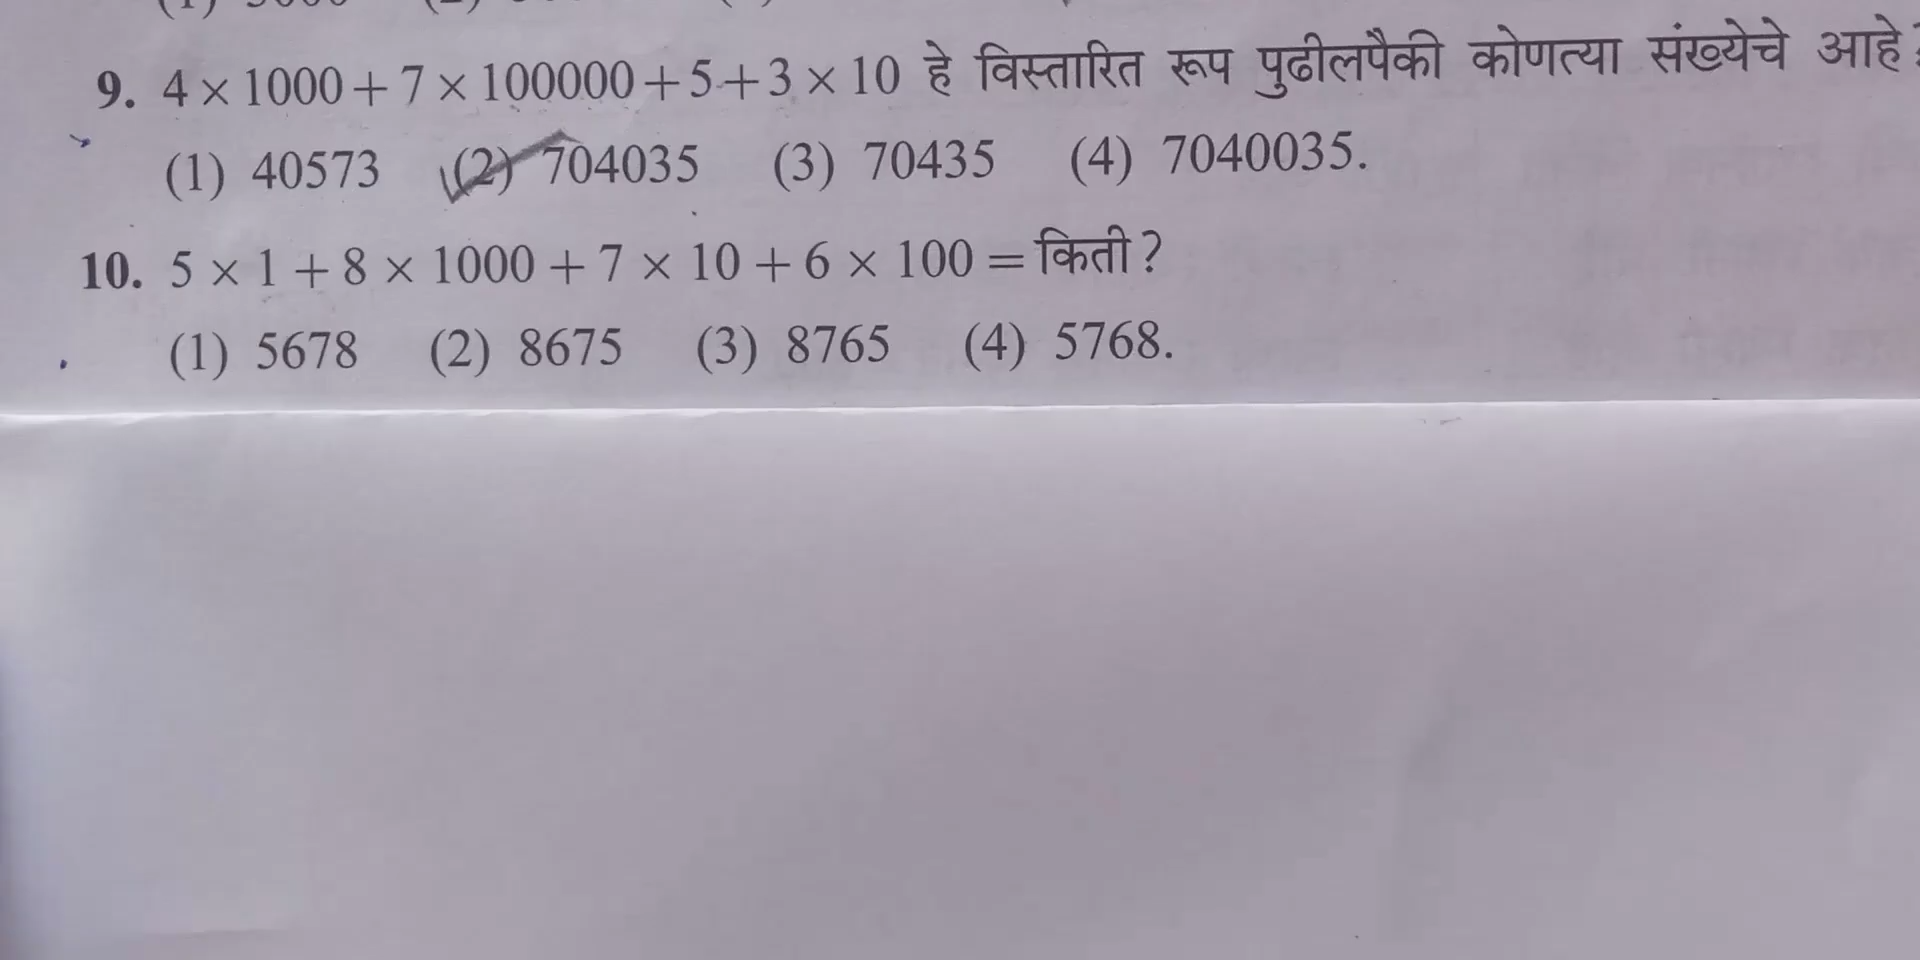 9. 4 × 1000 + 7 × 100000 + 5 + 3 × 10 हे विस्तारित रूप पुढीलपैकी कोणत्या संख्येचे आहे?
(1) 40573 (2) 704035 (3) 70435 (4) 7040035.
10. 5 × 1 + 8 × 1000 + 7 × 10 + 6 × 100 = किती?
(1) 5678 (2) 8675 (3) 8765 (4) 5768.